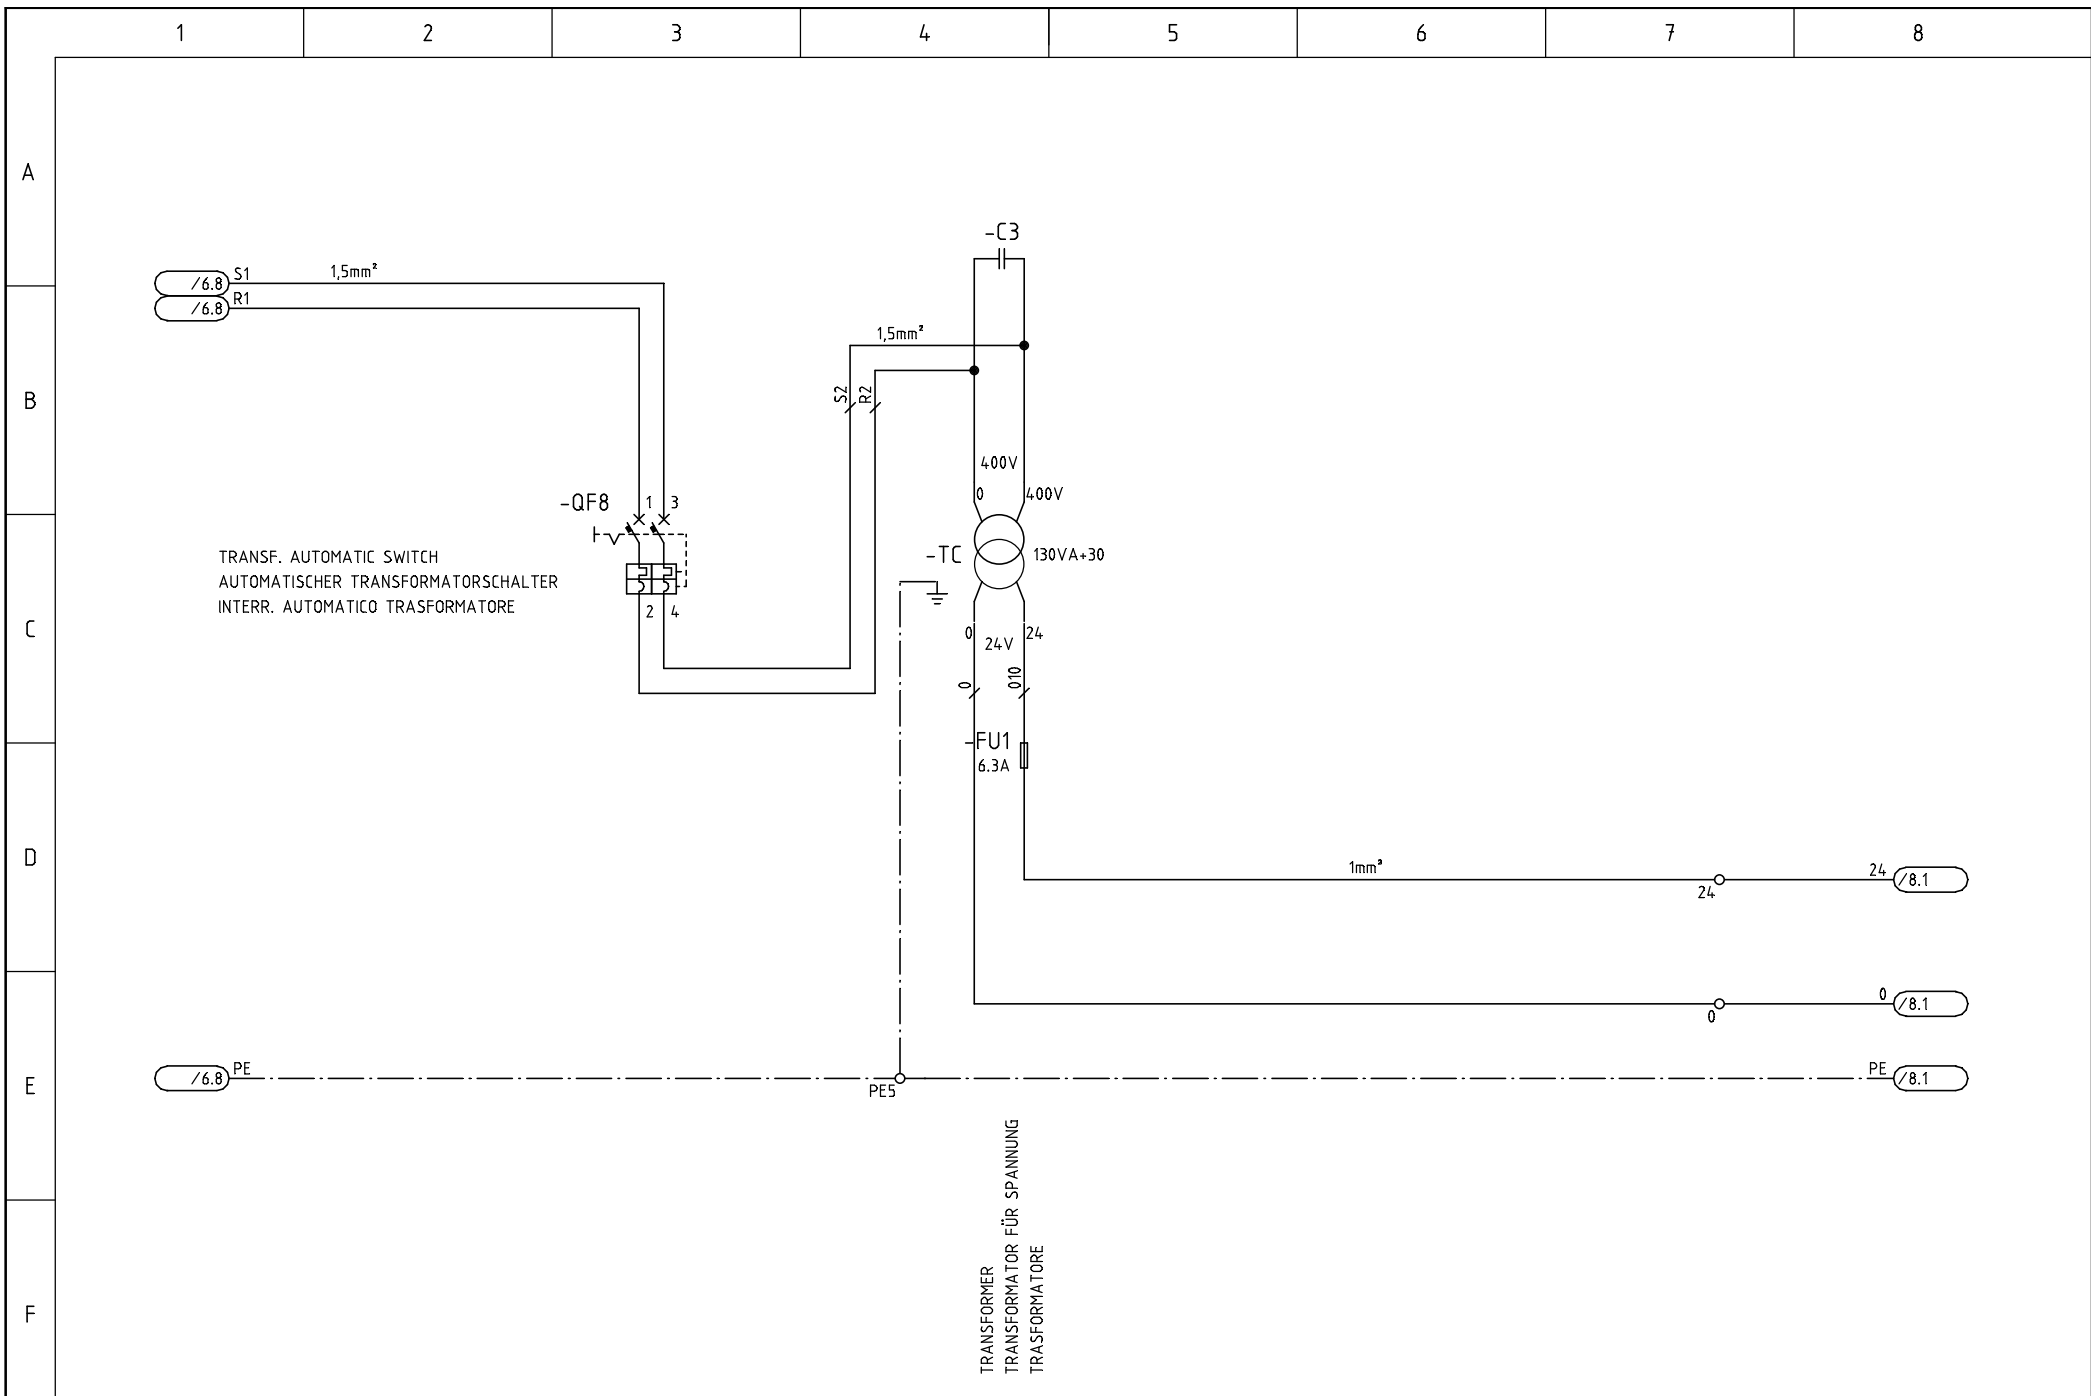 1 2 3 4 5 6 7 8
A
-C3
/6.8 S1 1,5mm²
/6.8 R1
1,5mm²
B
S2 R2
400V
0 400V
-QF8 1 3
TRANSF. AUTOMATIC SWITCH
AUTOMATISCHER TRANSFORMATORSCHALTER
INTERR. AUTOMATICO TRASFORMATORE
-TC 130VA+30
2 4
C
0 24V 24
0 010
-FU1
6.3A
D
1mm²
24 24 /8.1
0 0 /8.1
E
/6.8 PE
PE5
PE /8.1
TRANSFORMER
TRANSFORMATOR FÜR SPANNUNG
TRASFORMATORE
F